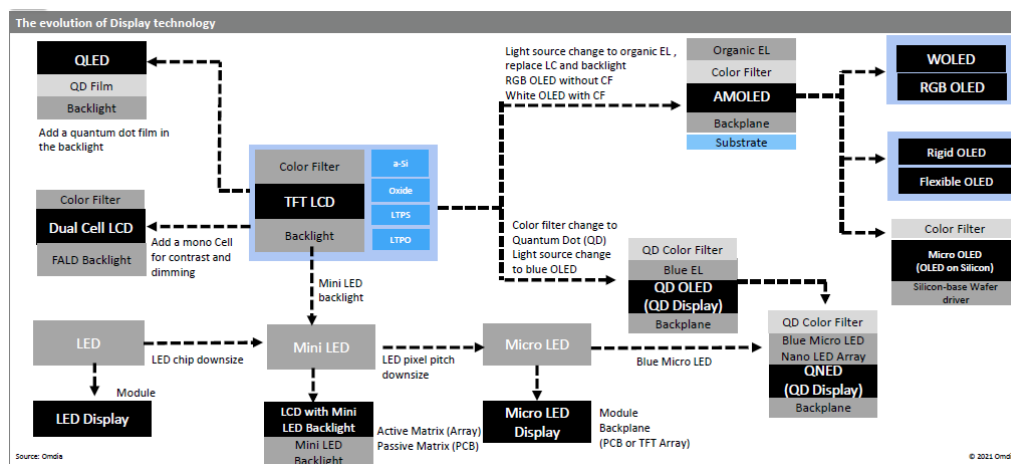 The evolution of Display technology
QLED
QD Film
Backlight
Add a quantum dot film in
the backlight
Color Filter
Dual Cell LCD
FALD Backlight
Add a mono Cell
for contrast and
dimming
Color Filter
TFT LCD
Backlight
a-Si
Oxide
LTPS
LTPO
Mini LED
backlight
Light source change to organic EL ,
replace LC and backlight
RGB OLED without CF
White OLED with CF
Organic EL
Color Filter
AMOLED
Backplane
Substrate
WOLED
RGB OLED
Rigid OLED
Flexible OLED
Color Filter
Micro OLED
(OLED on Silicon)
Silicon-base Wafer
driver
Color filter change to
Quantum Dot (QD)
Light source change
to blue OLED
QD Color Filter
Blue EL
QD OLED
(QD Display)
Backplane
QD Color Filter
Blue Micro LED
Nano LED Array
QNED
(QD Display)
Backplane
LED
LED chip downsize
Mini LED
LED pixel pitch
downsize
Micro LED
Blue Micro LED
Module
LED Display
LCD with Mini
LED Backlight
Mini LED
Backlight
Active Matrix (Array)
Passive Matrix (PCB)
Micro LED
Display
Module
Backplane
(PCB or TFT Array)
Source: Omdia
© 2021 Omdi